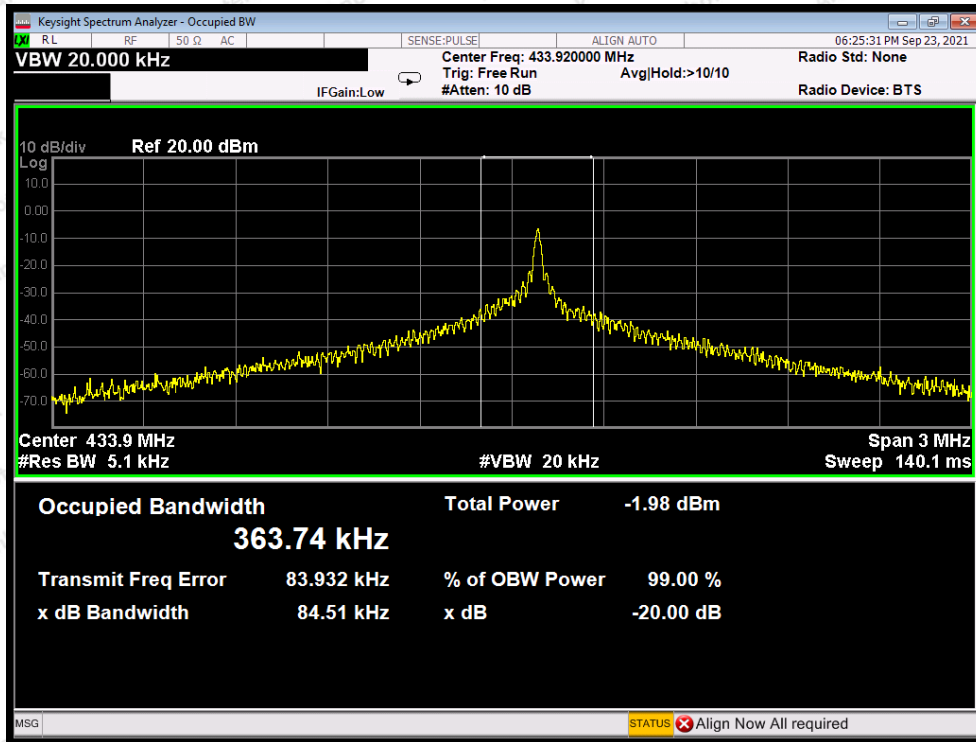 Keysight Spectrum Analyzer - Occupied BW
LXI RL RF 50 Ω AC SENSE:PULSE ALIGN AUTO 06:25:31 PM Sep 23, 2021
VBW 20.000 kHz
Center Freq: 433.920000 MHz Radio Std: None
Trig: Free Run Avg|Hold:>10/10
IFGain:Low #Atten: 10 dB Radio Device: BTS
10 dB/div Ref 20.00 dBm
Log
10.0
0.00
-10.0
-20.0
-30.0
-40.0
-50.0
-60.0
-70.0
Center 433.9 MHz Span 3 MHz
#Res BW 5.1 kHz #VBW 20 kHz Sweep 140.1 ms
Occupied Bandwidth Total Power -1.98 dBm
363.74 kHz
Transmit Freq Error 83.932 kHz % of OBW Power 99.00 %
x dB Bandwidth 84.51 kHz x dB -20.00 dB
MSG STATUS Align Now All required